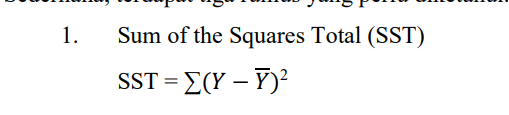 1. Sum of the Squares Total (SST)
SST = ∑(Y − Y̅)²